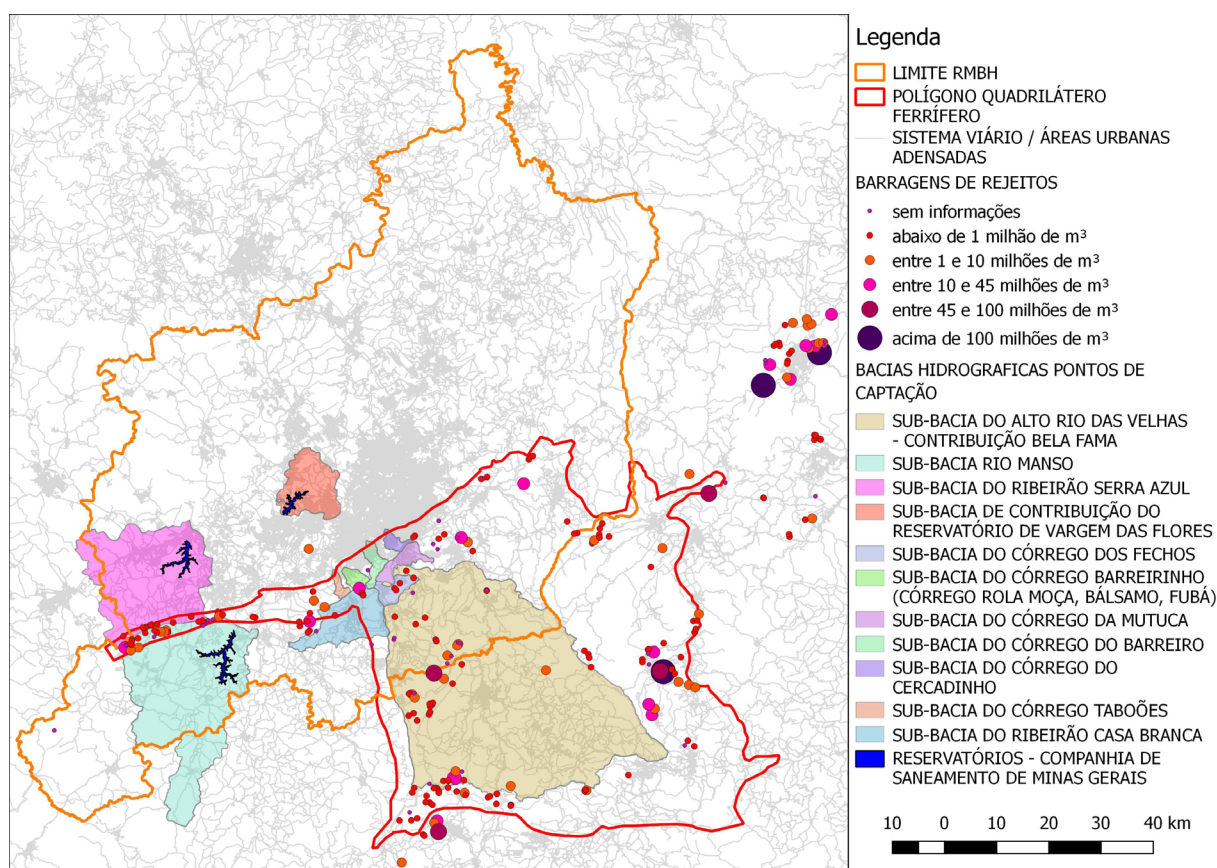 Legenda
LIMITE RMBH
POLÍGONO QUADRILÁTERO
FERRÍFERO
SISTEMA VIÁRIO / ÁREAS URBANAS
ADENSADAS
BARRAGENS DE REJEITOS
sem informações
abaixo de 1 milhão de m³
entre 1 e 10 milhões de m³
entre 10 e 45 milhões de m³
entre 45 e 100 milhões de m³
acima de 100 milhões de m³
BACIAS HIDROGRAFICAS PONTOS DE
CAPTAÇÃO
SUB-BACIA DO ALTO RIO DAS VELHAS
- CONTRIBUIÇÃO BELA FAMA
SUB-BACIA RIO MANSO
SUB-BACIA DO RIBEIRÃO SERRA AZUL
SUB-BACIA DE CONTRIBUIÇÃO DO
RESERVATÓRIO DE VARGEM DAS FLORES
SUB-BACIA DO CÓRREGO DOS FECHOS
SUB-BACIA DO CÓRREGO BARREIRINHO
(CÓRREGO ROLA MOÇA, BÁLSAMO, FUBÁ)
SUB-BACIA DO CÓRREGO DA MUTUCA
SUB-BACIA DO CÓRREGO DO BARREIRO
SUB-BACIA DO CÓRREGO DO
CERCADINHO
SUB-BACIA DO CÓRREGO TABOÕES
SUB-BACIA DO RIBEIRÃO CASA BRANCA
RESERVATÓRIOS - COMPANHIA DE
SANEAMENTO DE MINAS GERAIS
10 0 10 20 30 40 km